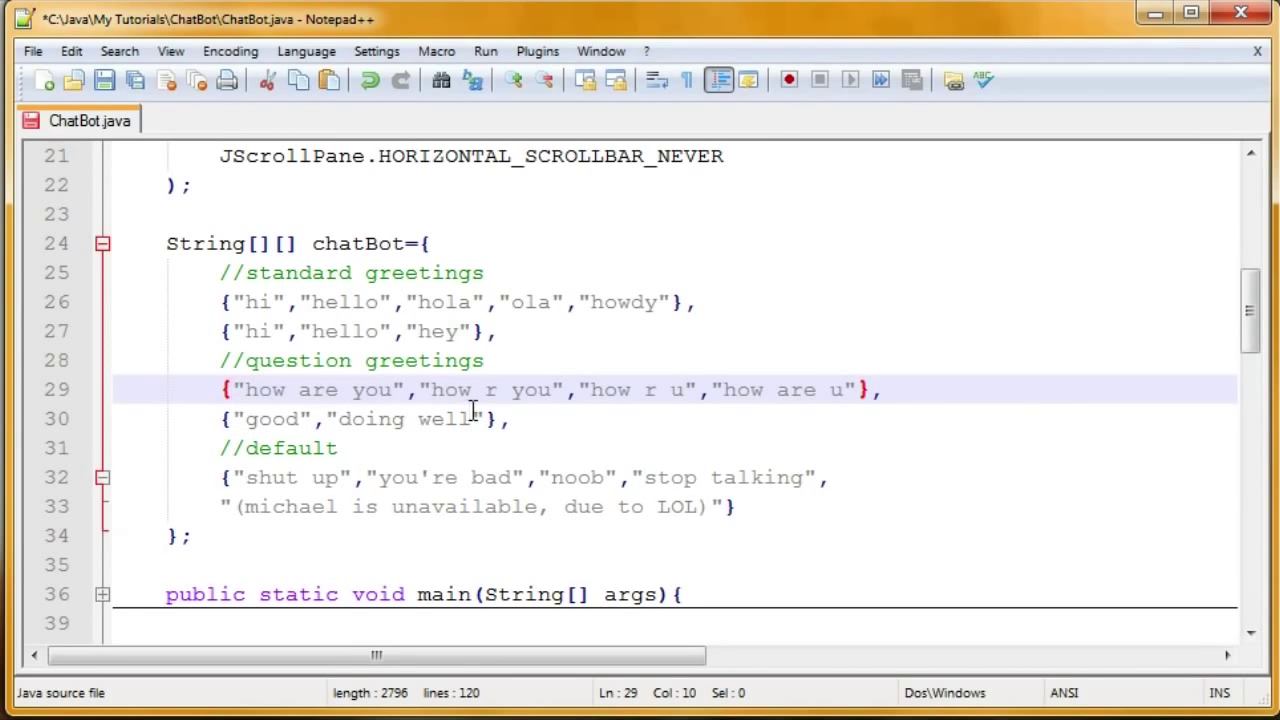 *C:\Java\My Tutorials\ChatBot\ChatBot.java - Notepad++
File Edit Search View Encoding Language Settings Macro Run Plugins Window ? X
ABC
ChatBot.java
21 JScrollPane.HORIZONTAL_SCROLLBAR_NEVER
22 );
23
24 String[][] chatBot={
25 //standard greetings
26 {"hi","hello","hola","ola","howdy"},
27 {"hi","hello","hey"},
28 //question greetings
29 {"how are you","how r you","how r u","how are u"},
30 {"good","doing well"},
31 //default
32 {"shut up","you're bad","noob","stop talking",
33 "(michael is unavailable, due to LOL)"}
34 };
35
36 public static void main(String[] args){
39
Java source file length : 2796 lines : 120 Ln : 29 Col : 10 Sel : 0 Dos\Windows ANSI INS